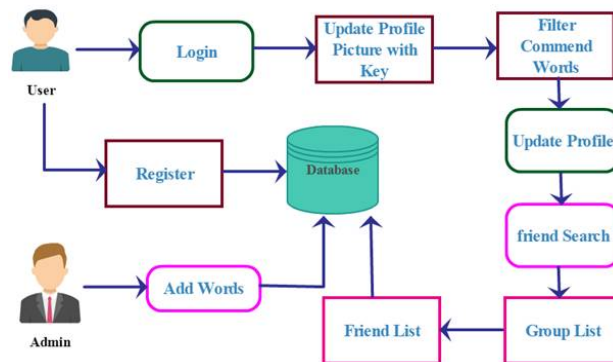 User
Login
Update Profile
Picture with
Key
Filter
Commend
Words
Update Profile
Register
Database
friend Search
Admin
Add Words
Friend List
Group List